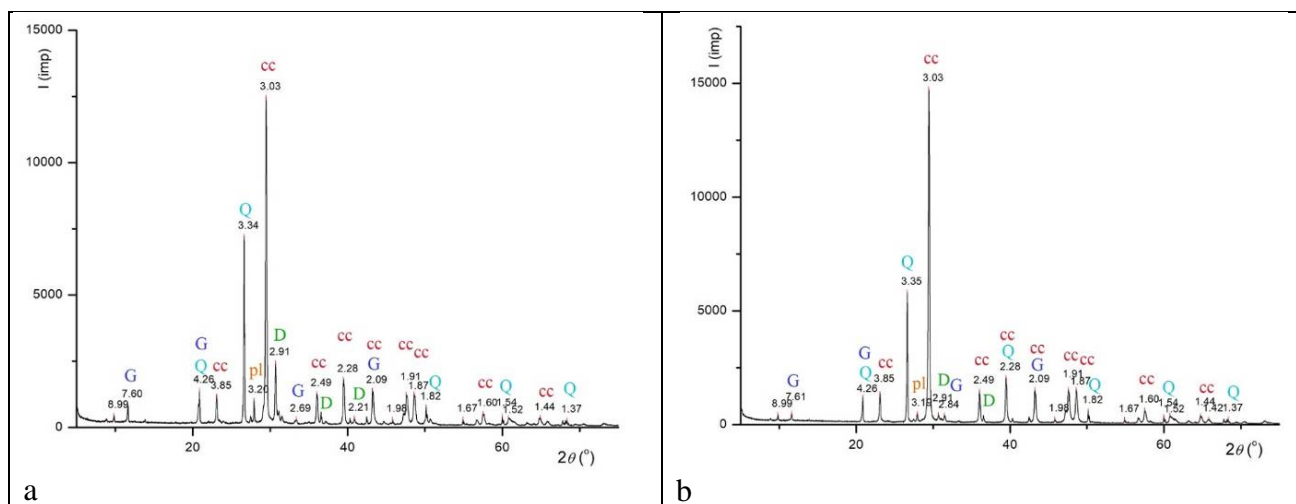 15000
I (imp)
cc
3.03
10000
Q
3.34
5000
D
2.91
G
Q
4.26
cc
3.85
pl
3.20
G
7.60
8.99
G
2.69
cc
2.49
D
cc
2.28
D
2.21
cc
G
2.09
1.98
cc
1.91
cc
1.87
Q
1.82
1.67
cc
1.60
Q
1.54
1.52
cc
1.44
Q
1.37
0
20
40
60
2θ (°)
a
15000
I (imp)
cc
3.03
10000
Q
3.35
5000
G
Q
4.26
cc
3.85
pl
3.19
D
2.91
G
2.84
G
7.61
8.99
cc
2.49
D
cc
Q
2.28
cc
G
2.09
1.98
cc
1.91
cc
1.87
Q
1.82
1.67
cc
1.60
Q
1.54
1.52
cc
1.44
1.42
Q
1.37
0
20
40
60
2θ (°)
b